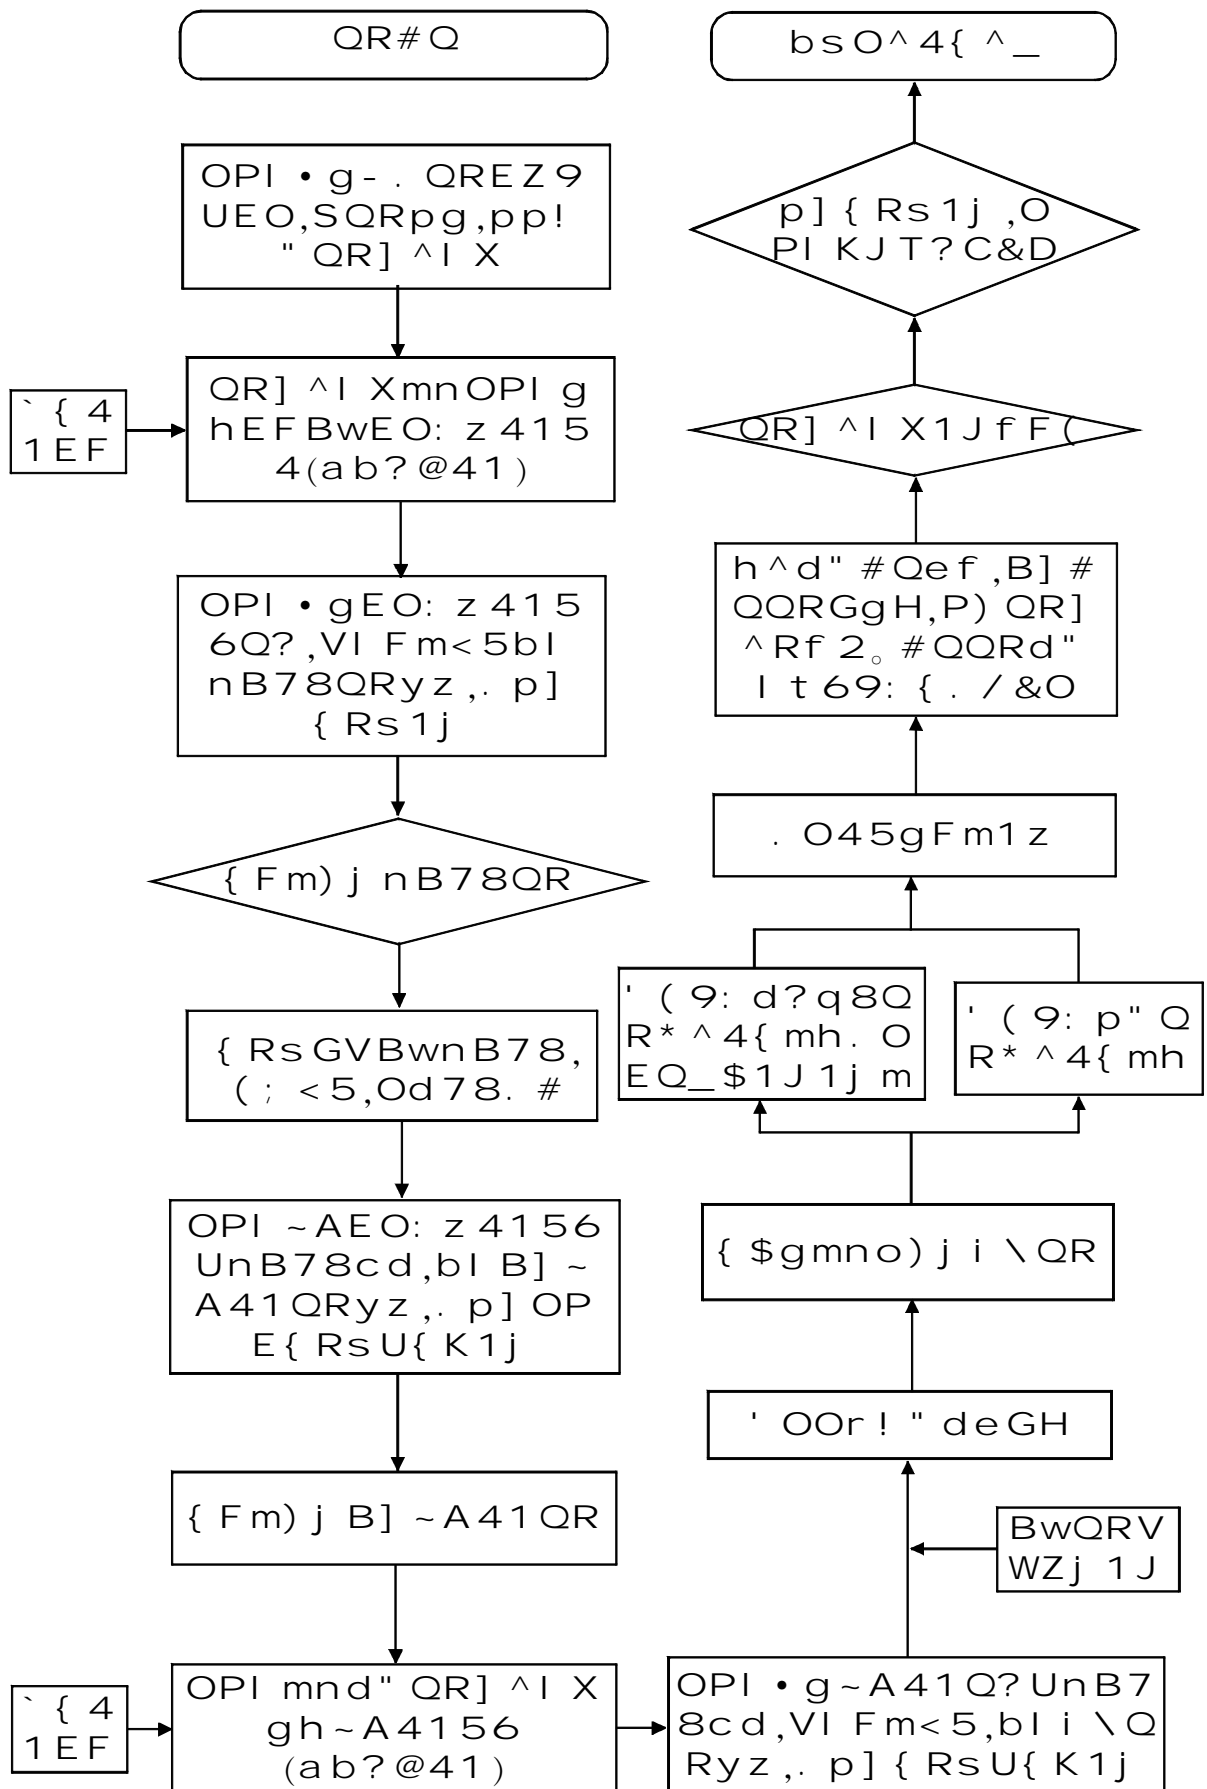 QR#Q
OPI • g- . QREZ9
UEO,SQRpg,pp!
" QR] ^I X
` { 4
1EF
QR] ^I XmnOPI g
hEFBwEO: z415
4(ab?@41)
OPI • gEO: z415
6Q?,VI Fm<5bI
nB78QRyz,. p]
{ Rs1j
{ Fm) j nB78QR
{ RsGVBwnB78,
( ; <5,Od78. #
OPI ~AEO: z4156
UnB78cd,bI B] ~
A41QRyz,. p] OP
E{ RsU{ K1j
{ Fm) j B] ~A41QR
` { 4
1EF
OPI mnd" QR] ^I X
gh~A4156
(ab?@41)
OPI • g~A41Q?UnB7
8cd,VI Fm<5,bI i \Q
Ryz,. p] { RsU{ K1j
BwQRV
WZj 1J
' OOr! " deGH
{ $gmno) j i \QR
' ( 9: d?q8Q
R* ^4{ mh. O
EQ_$1J1j m
' ( 9: p" Q
R* ^4{ mh
. O45gFm1z
h^d" #Qef,B] #
QQRGgH,P) QR]
^Rf2。#QQRd"
I t69: { . /&O
QR] ^I X1JfF(
p] { Rs1j ,O
PI KJT?C&D
bsO^4{ ^_